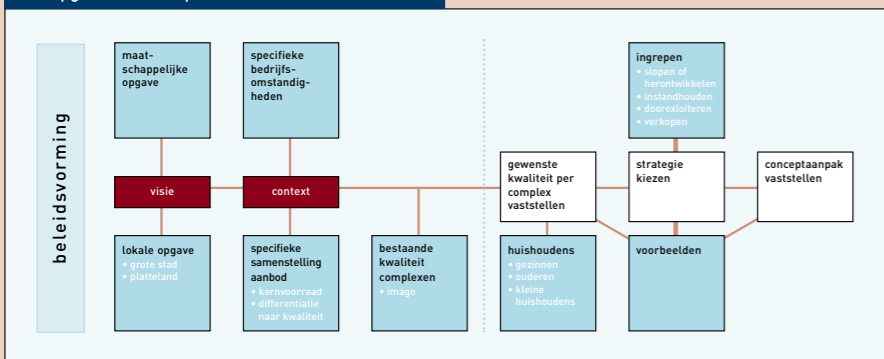 beleidsvorming
maat-
schappelijke
opgave
specifieke
bedrijfs-
omstandig-
heden
ingrepen
• slopen of
herontwikkelen
• instandhouden
• doorexloiteren
• verkopen
visie
context
gewenste
kwaliteit per
complex
vaststellen
strategie
kiezen
conceptaanpak
vaststellen
lokale opgave
• grote stad
• platteland
specifieke
samenstelling
aanbod
• kernvoorraad
• differentiatie
naar kwaliteit
bestaande
kwaliteit
complexen
• imago
huishoudens
• gezinnen
• ouderen
• kleine
huishoudens
voorbeelden